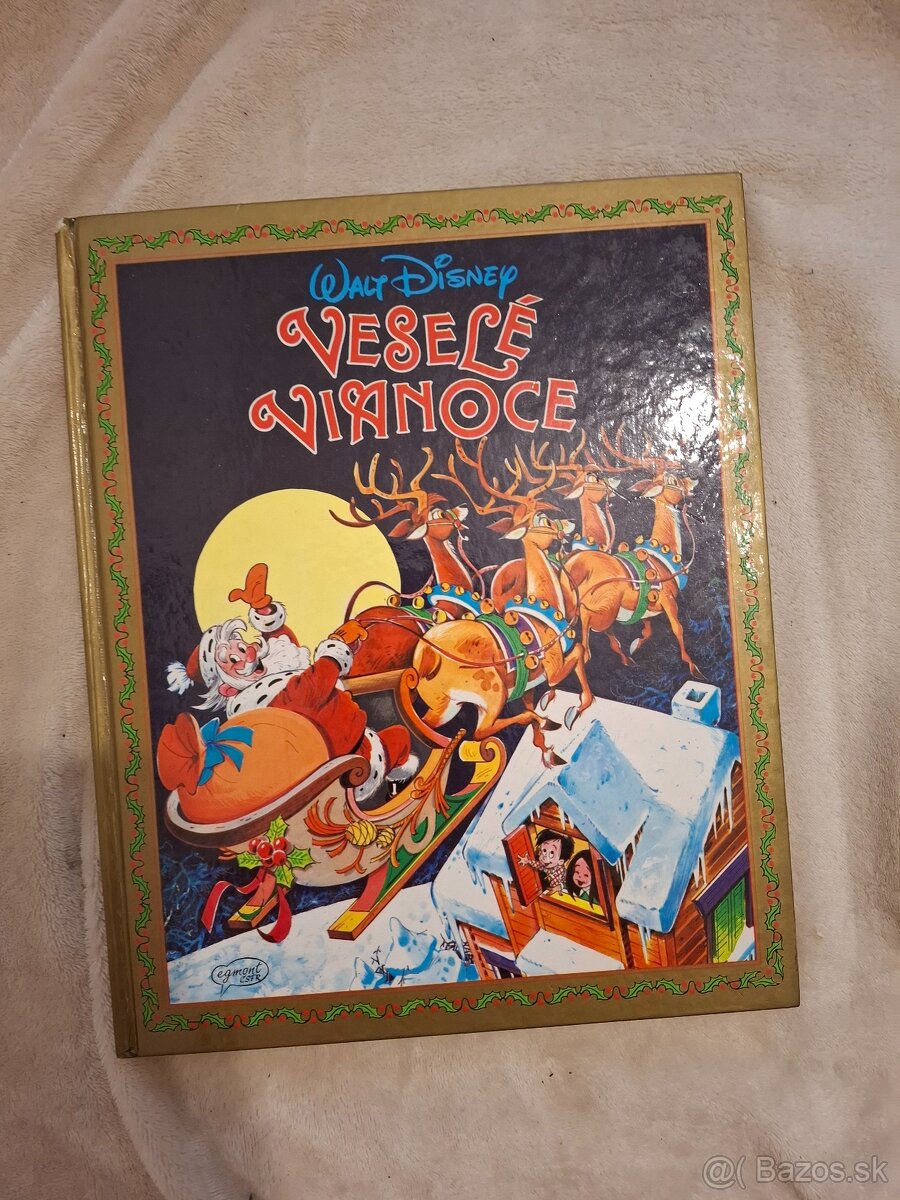 WALT DISNEY
VESELÉ
VIANOCE
egmont
ČSFR
@( Bazos.sk